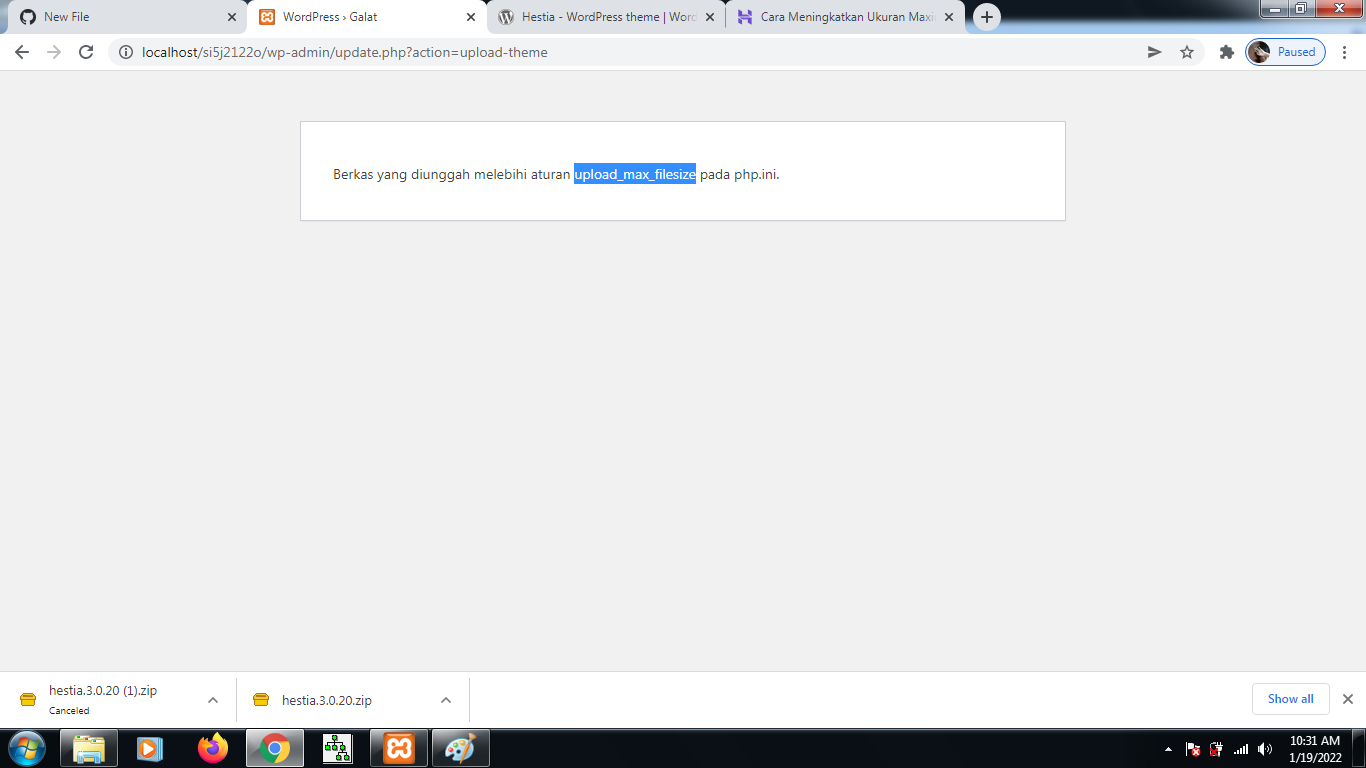 New File
WordPress › Galat
Hestia - WordPress theme | Word
Cara Meningkatkan Ukuran Maxi
localhost/si5j2122o/wp-admin/update.php?action=upload-theme
Paused
Berkas yang diunggah melebihi aturan upload_max_filesize pada php.ini.
hestia.3.0.20 (1).zip
Canceled
hestia.3.0.20.zip
Show all
10:31 AM
1/19/2022